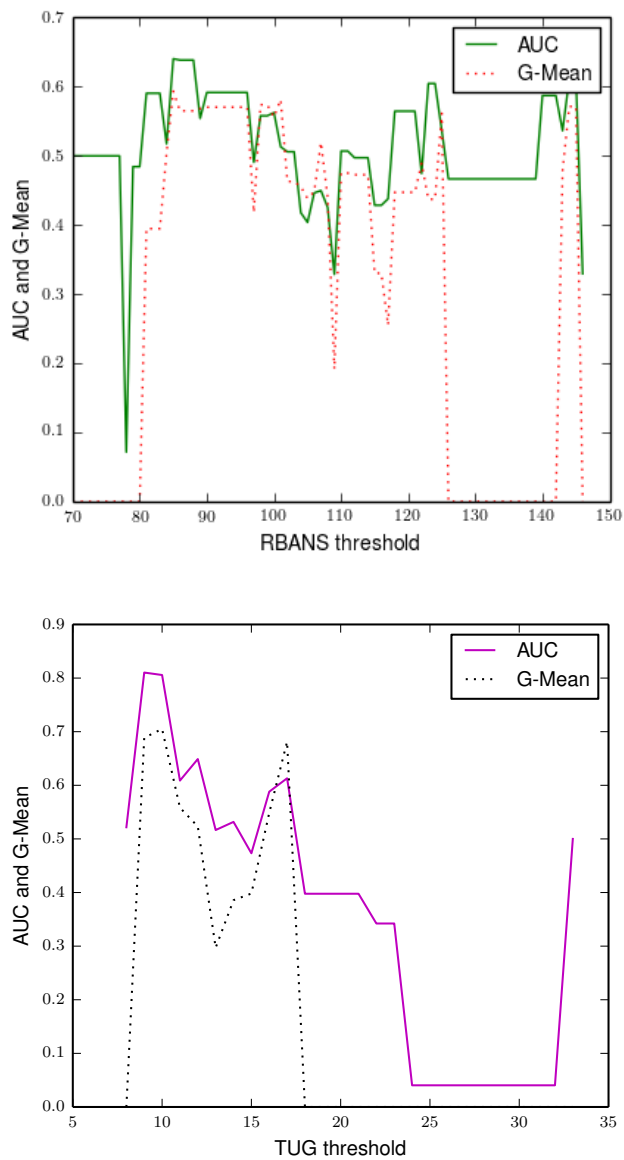 0.7
AUC
G-Mean
0.6
0.5
0.4
0.3
0.2
0.1
0.0
AUC and G-Mean
70 80 90 100 110 120 130 140 150
RBANS threshold
0.9
AUC
G-Mean
0.8
0.7
0.6
0.5
0.4
0.3
0.2
0.1
0.0
AUC and G-Mean
5 10 15 20 25 30 35
TUG threshold